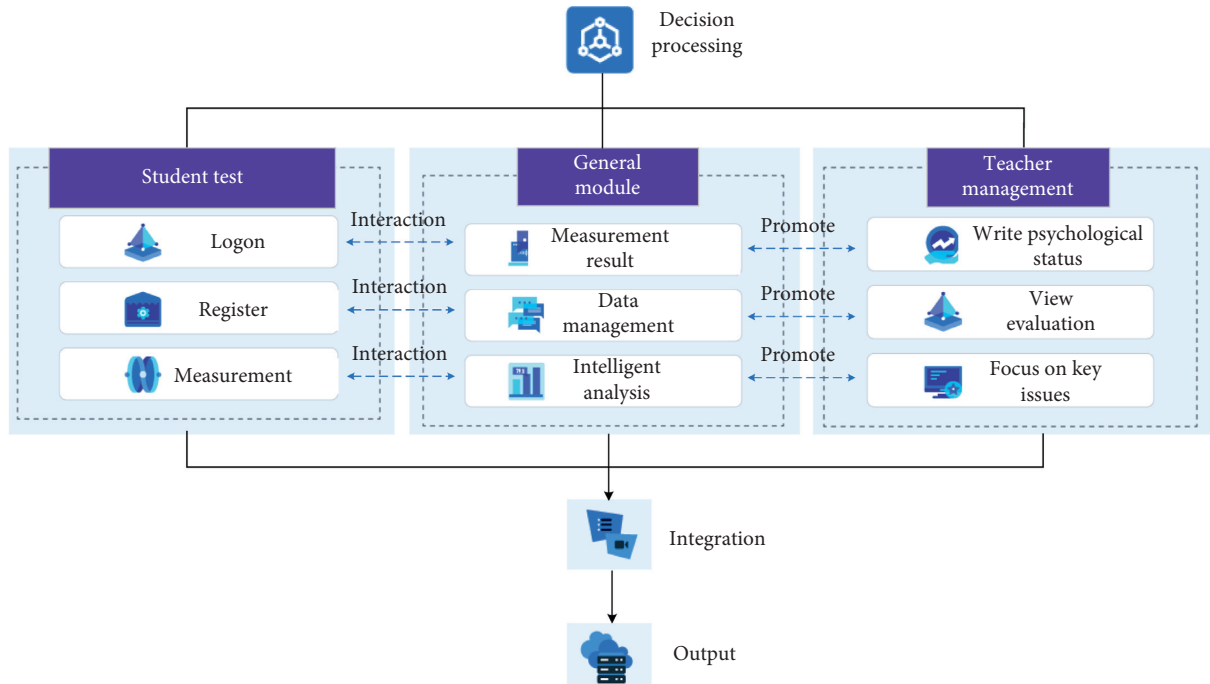 Decision
processing
Student test
General
module
Teacher
management
Logon
Interaction
Measurement
result
Promote
Write psychological
status
Register
Interaction
Data
management
Promote
View
evaluation
Measurement
Interaction
Intelligent
analysis
Promote
Focus on key
issues
Integration
Output